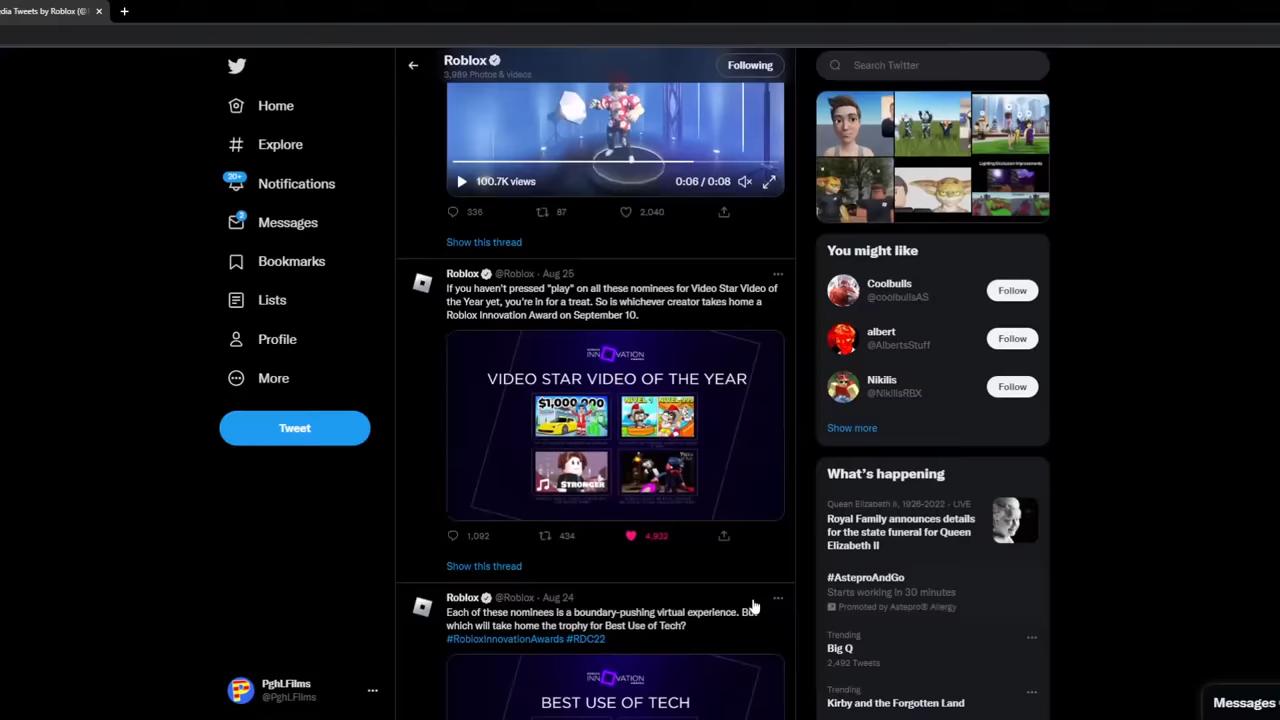 dia Tweets by Roblox (@
Roblox
3,989 Photos & videos
Following
Search Twitter
Home
Explore
20+
Notifications
2
Messages
Bookmarks
Lists
Profile
More
Tweet
100.7K views
0:06 / 0:08
336
87
2,040
Show this thread
Roblox @Roblox · Aug 25
If you haven't pressed "play" on all these nominees for Video Star Video of
the Year yet, you're in for a treat. So is whichever creator takes home a
Roblox Innovation Award on September 10.
INNOVATION
VIDEO STAR VIDEO OF THE YEAR
$1,000,000
STRONGER
1,092
434
4,932
Show this thread
Roblox @Roblox · Aug 24
Each of these nominees is a boundary-pushing virtual experience.
which will take home the trophy for Best Use of Tech?
#RobloxInnovationAwards #RDC22
INNOVATION
BEST USE OF TECH
You might like
Coolbulls
@coolbullsAS
Follow
albert
@AlbertsStuff
Follow
Nikilis
@NikilisRBX
Follow
Show more
What's happening
Queen Elizabeth II, 1926-2022 · LIVE
Royal Family announces details
for the state funeral for Queen
Elizabeth II
#AsteproAndGo
Starts working in 30 minutes
Promoted by Astepro® Allergy
Trending
Big Q
2,492 Tweets
Trending
Kirby and the Forgotten Land
PghLFilms
@PghLFilms
Messages